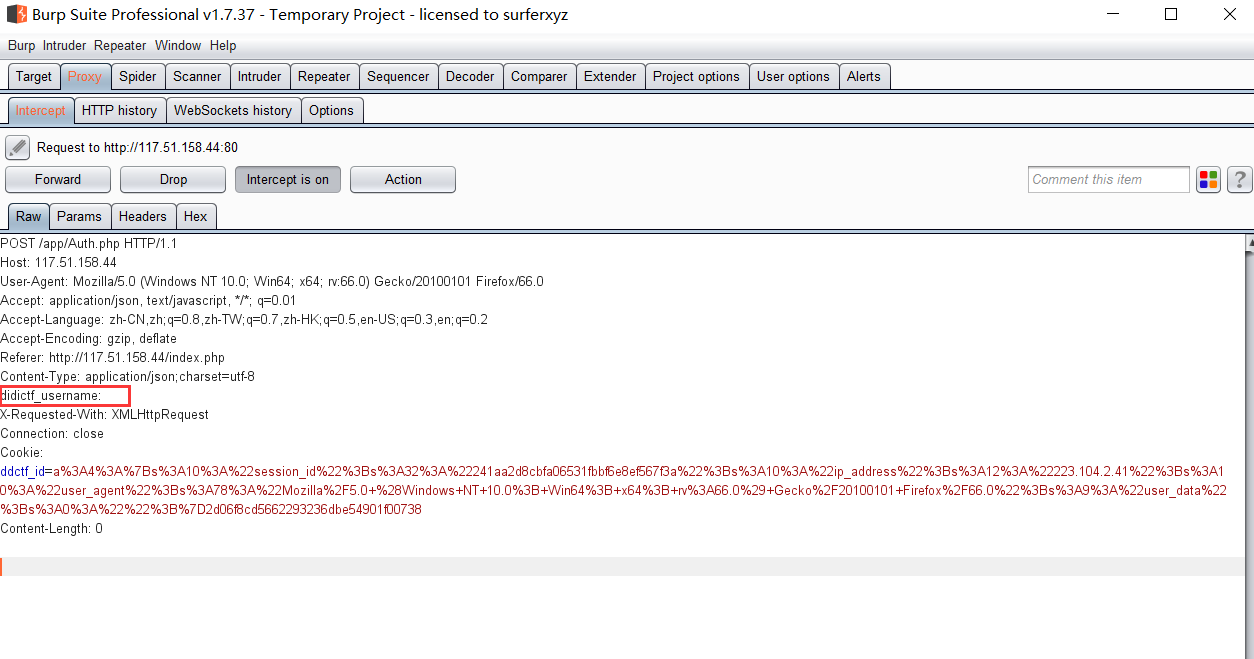 Burp Suite Professional v1.7.37 - Temporary Project - licensed to surferxyz
Burp Intruder Repeater Window Help
Target Proxy Spider Scanner Intruder Repeater Sequencer Decoder Comparer Extender Project options User options Alerts
Intercept HTTP history WebSockets history Options
Request to http://117.51.158.44:80
Forward Drop Intercept is on Action Comment this item ?
Raw Params Headers Hex
POST /app/Auth.php HTTP/1.1
Host: 117.51.158.44
User-Agent: Mozilla/5.0 (Windows NT 10.0; Win64; x64; rv:66.0) Gecko/20100101 Firefox/66.0
Accept: application/json, text/javascript, */*; q=0.01
Accept-Language: zh-CN,zh;q=0.8,zh-TW;q=0.7,zh-HK;q=0.5,en-US;q=0.3,en;q=0.2
Accept-Encoding: gzip, deflate
Referer: http://117.51.158.44/index.php
Content-Type: application/json;charset=utf-8
didictf_username:
X-Requested-With: XMLHttpRequest
Connection: close
Cookie:
ddctf_id=a%3A4%3A%7Bs%3A10%3A%22session_id%22%3Bs%3A32%3A%22241aa2d8cbfa06531fbbf6e8ef567f3a%22%3Bs%3A10%3A%22ip_address%22%3Bs%3A12%3A%22223.104.2.41%22%3Bs%3A1
0%3A%22user_agent%22%3Bs%3A78%3A%22Mozilla%2F5.0+%28Windows+NT+10.0%3B+Win64%3B+x64%3B+rv%3A66.0%29+Gecko%2F20100101+Firefox%2F66.0%22%3Bs%3A9%3A%22user_data%22
%3Bs%3A0%3A%22%22%3B%7D2d06f8cd5662293236dbe54901f00738
Content-Length: 0